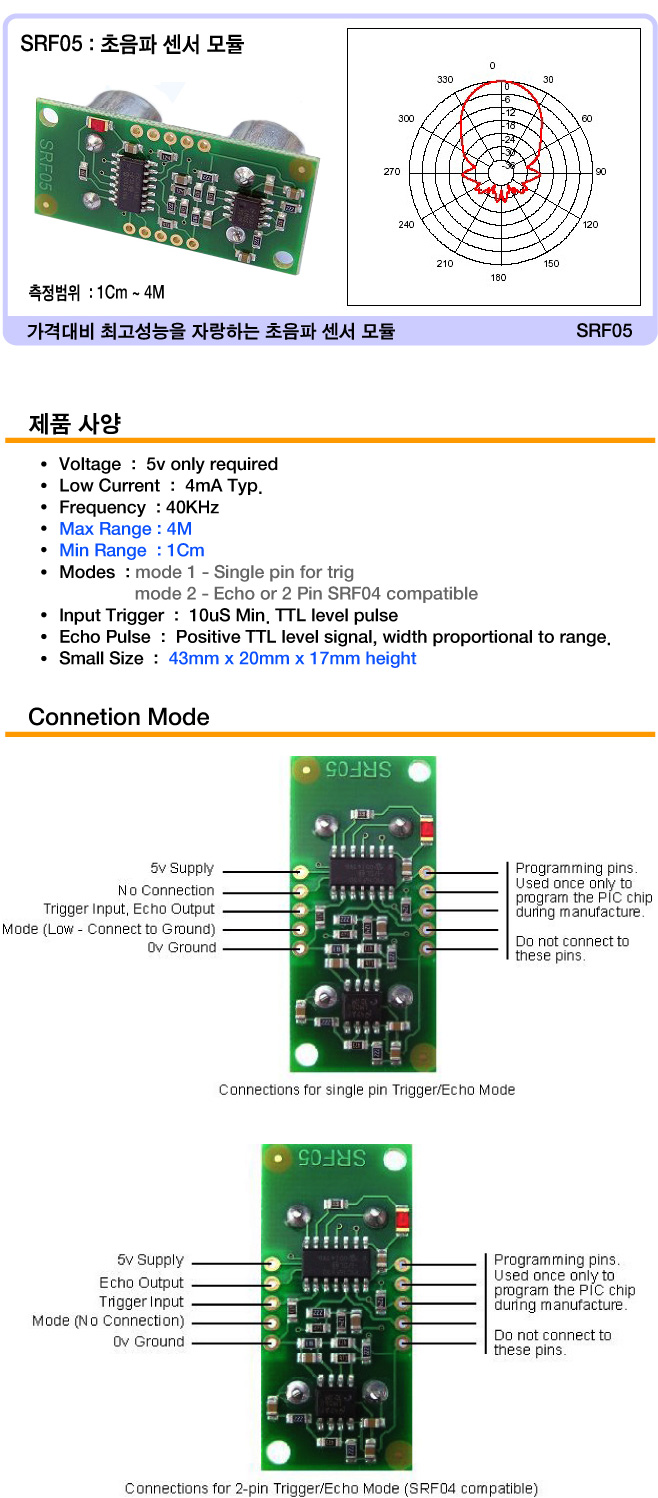 SRF05 : 초음파 센서 모듈
SRF05
측정범위 : 1Cm ~ 4M
0
330
30
300
60
270
90
240
120
210
150
180
0
-6
-12
-18
-24
-30
-36
가격대비 최고성능을 자랑하는 초음파 센서 모듈
SRF05
제품 사양
• Voltage : 5v only required
• Low Current : 4mA Typ.
• Frequency : 40KHz
• Max Range : 4M
• Min Range : 1Cm
• Modes : mode 1 - Single pin for trig
mode 2 - Echo or 2 Pin SRF04 compatible
• Input Trigger : 10uS Min. TTL level pulse
• Echo Pulse : Positive TTL level signal, width proportional to range.
• Small Size : 43mm x 20mm x 17mm height
Connetion Mode
SRF05
5v Supply
No Connection
Trigger Input, Echo Output
Mode (Low - Connect to Ground)
0v Ground
Programming pins.
Used once only to
program the PIC chip
during manufacture.
Do not connect to
these pins.
Connections for single pin Trigger/Echo Mode
SRF05
5v Supply
Echo Output
Trigger Input
Mode (No Connection)
0v Ground
Programming pins.
Used once only to
program the PIC chip
during manufacture.
Do not connect to
these pins.
Connections for 2-pin Trigger/Echo Mode (SRF04 compatible)